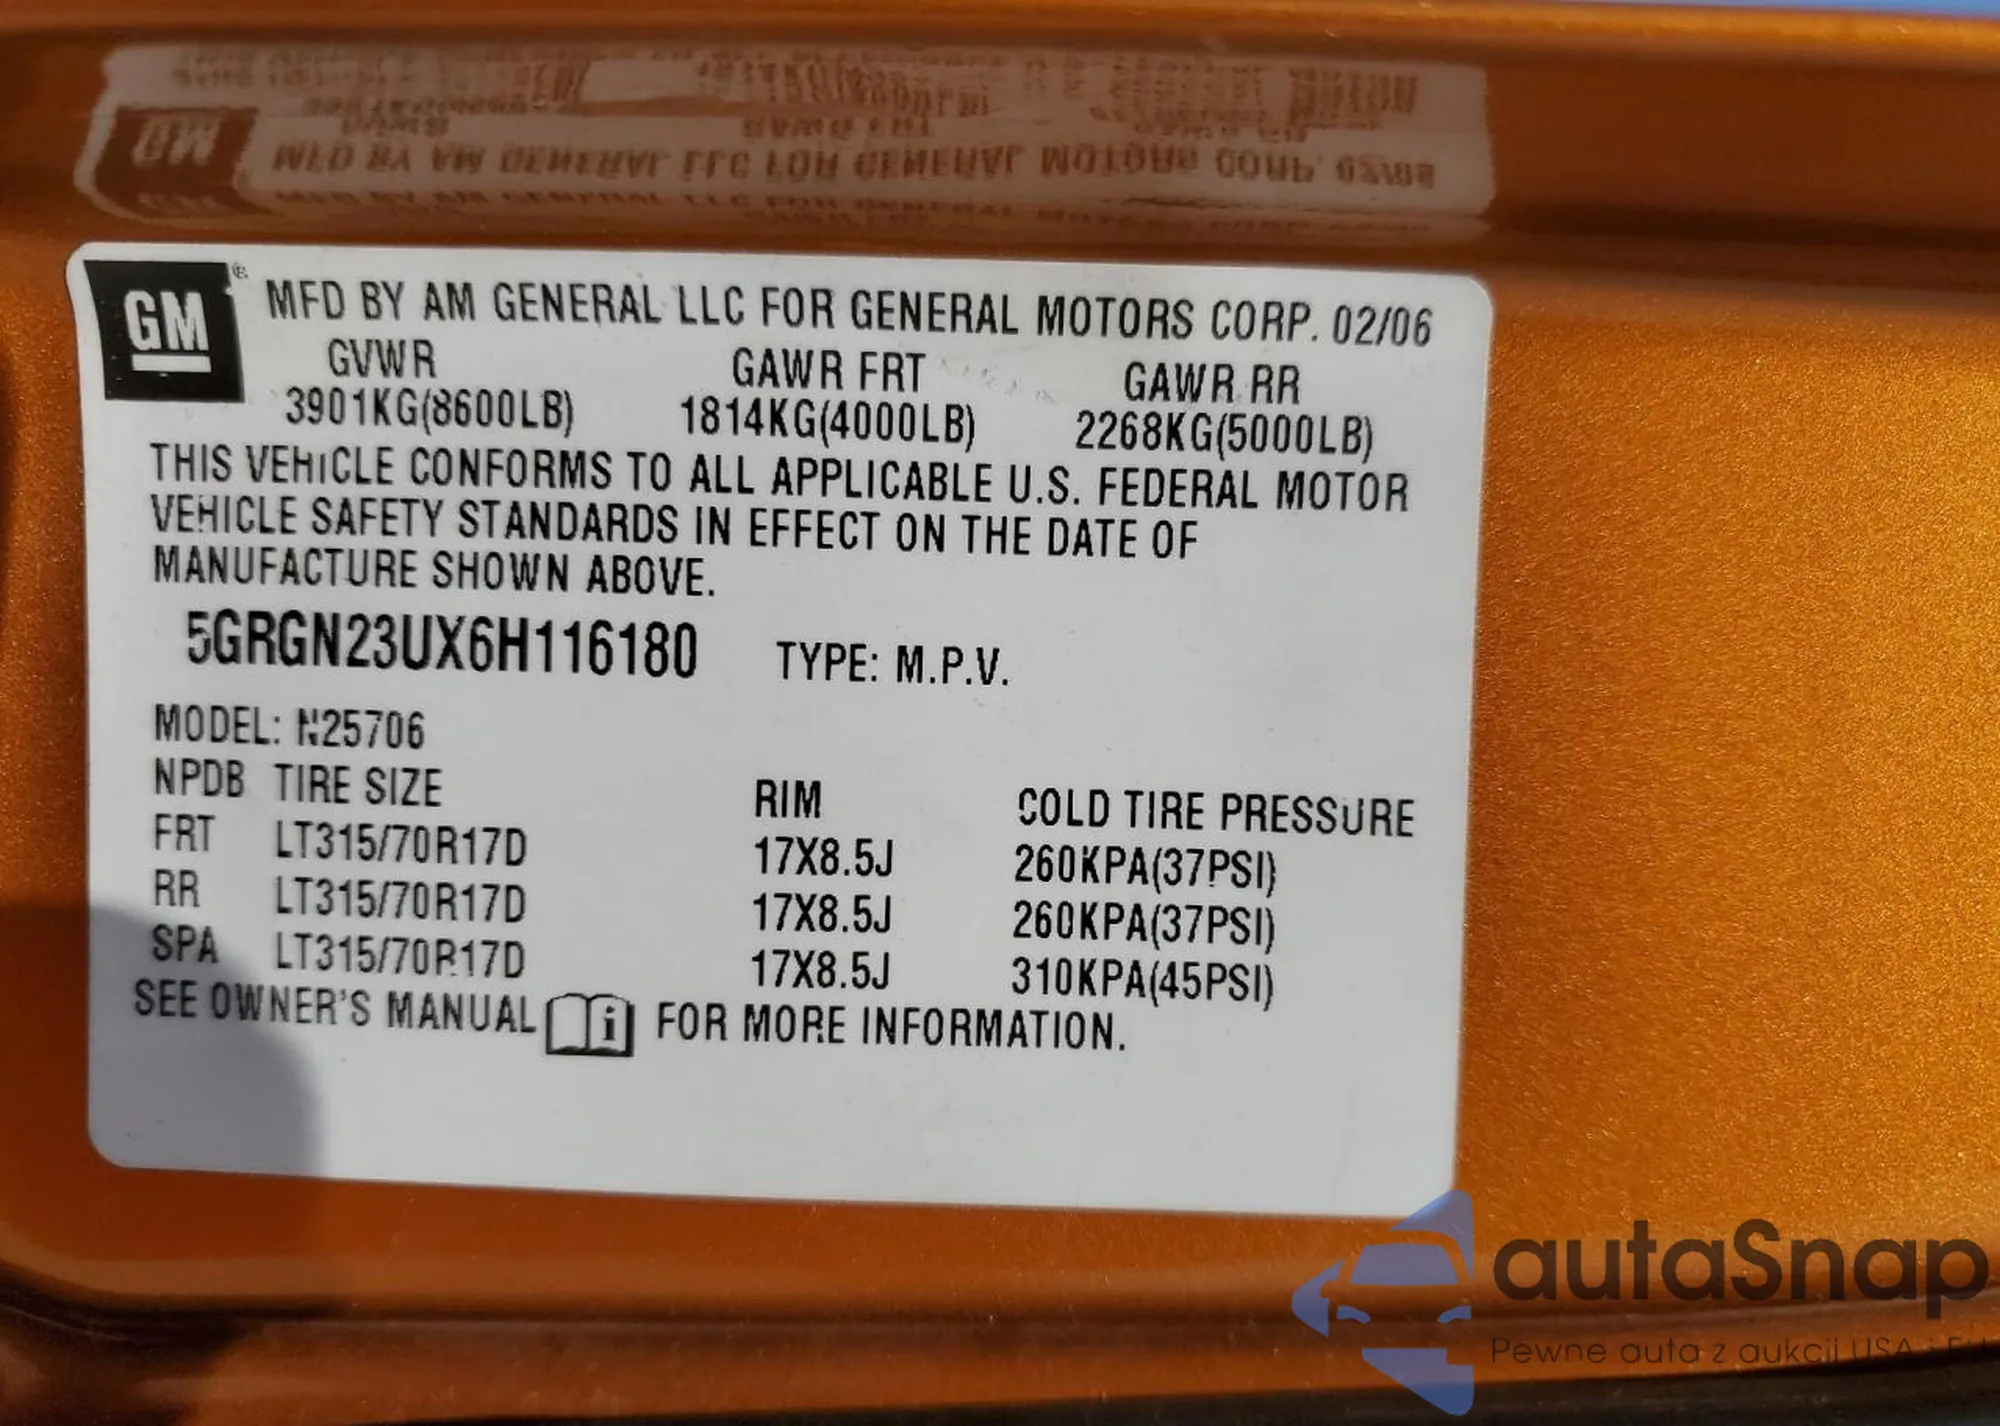 GM
®
MFD BY AM GENERAL LLC FOR GENERAL MOTORS CORP. 02/06
GVWR GAWR FRT GAWR RR
3901KG(8600LB) 1814KG(4000LB) 2268KG(5000LB)
THIS VEHICLE CONFORMS TO ALL APPLICABLE U.S. FEDERAL MOTOR
VEHICLE SAFETY STANDARDS IN EFFECT ON THE DATE OF
MANUFACTURE SHOWN ABOVE.
5GRGN23UX6H116180 TYPE: M.P.V.
MODEL: N25706
NPDB TIRE SIZE RIM COLD TIRE PRESSURE
FRT LT315/70R17D 17X8.5J 260KPA(37PSI)
RR LT315/70R17D 17X8.5J 260KPA(37PSI)
SPA LT315/70R17D 17X8.5J 310KPA(45PSI)
SEE OWNER'S MANUAL i FOR MORE INFORMATION.
autaSnap
Pewne auta z aukcji USA i EU